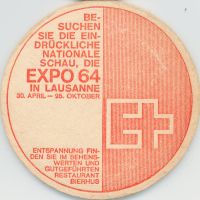 BE-
SUCHEN
SIE DIE EIN-
DRÜCKLICHE
NATIONALE
SCHAU, DIE
EXPO 64
IN LAUSANNE
30. APRIL – 25. OKTOBER
ENTSPANNUNG FIN-
DEN SIE IM SEHENS-
WERTEN UND
GUTGEFÜHRTEN
RESTAURANT
BIERHUS